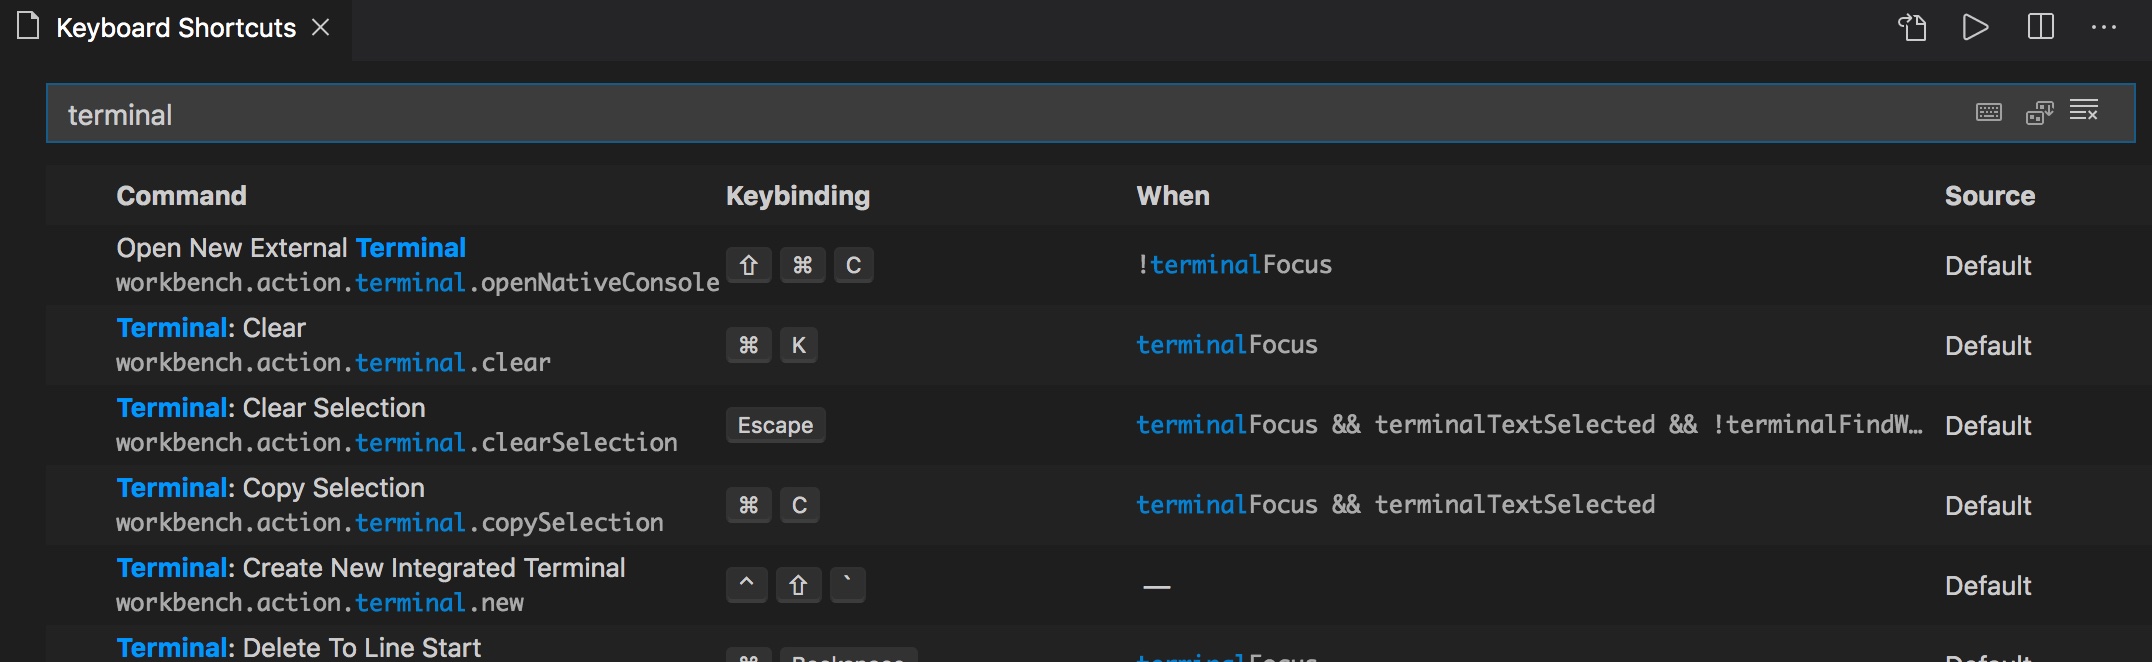 Keyboard Shortcuts
terminal
Command Keybinding When Source
Open New External Terminal
workbench.action.terminal.openNativeConsole ⇧ ⌘ C !terminalFocus Default
Terminal: Clear
workbench.action.terminal.clear ⌘ K terminalFocus Default
Terminal: Clear Selection
workbench.action.terminal.clearSelection Escape terminalFocus && terminalTextSelected && !terminalFindW… Default
Terminal: Copy Selection
workbench.action.terminal.copySelection ⌘ C terminalFocus && terminalTextSelected Default
Terminal: Create New Integrated Terminal
workbench.action.terminal.new ^ ⇧ ` — Default
Terminal: Delete To Line Start
⌘ Backspace terminalFocus Default